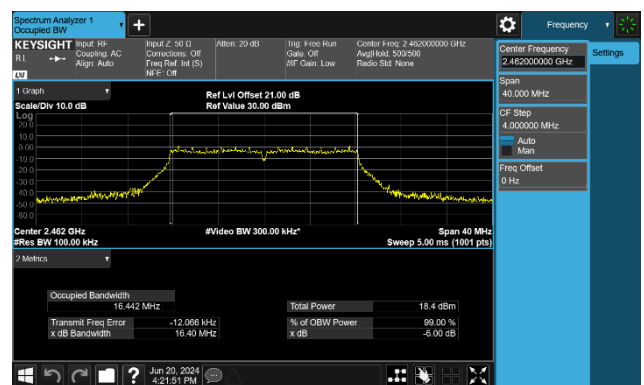 Spectrum Analyzer 1
Occupied BW
Frequency
KEYSIGHT
Input: RF
Input Z: 50 Ω
Atten: 20 dB
Trig: Free Run
Center Freq: 2.462000000 GHz
RL
Coupling: AC
Corrections: Off
Gate: Off
Avg|Hold: 500/500
Align: Auto
Freq Ref: Int (S)
#IF Gain: Low
Radio Std: None
LXI
NFE: Off
Center Frequency
2.462000000 GHz
Settings
Span
40.000 MHz
CF Step
4.000000 MHz
Auto
Man
Freq Offset
0 Hz
1 Graph
Ref Lvl Offset 21.00 dB
Scale/Div 10.0 dB
Ref Value 30.00 dBm
Log
20.0
10.0
0.00
-10.0
-20.0
-30.0
-40.0
-50.0
-60.0
Center 2.462 GHz
#Video BW 300.00 kHz*
Span 40 MHz
#Res BW 100.00 kHz
Sweep 5.00 ms (1001 pts)
2 Metrics
Occupied Bandwidth
16.442 MHz
Total Power
18.4 dBm
Transmit Freq Error
-12.066 kHz
% of OBW Power
99.00 %
x dB Bandwidth
16.40 MHz
x dB
-6.00 dB
?
Jun 20, 2024
4:21:51 PM